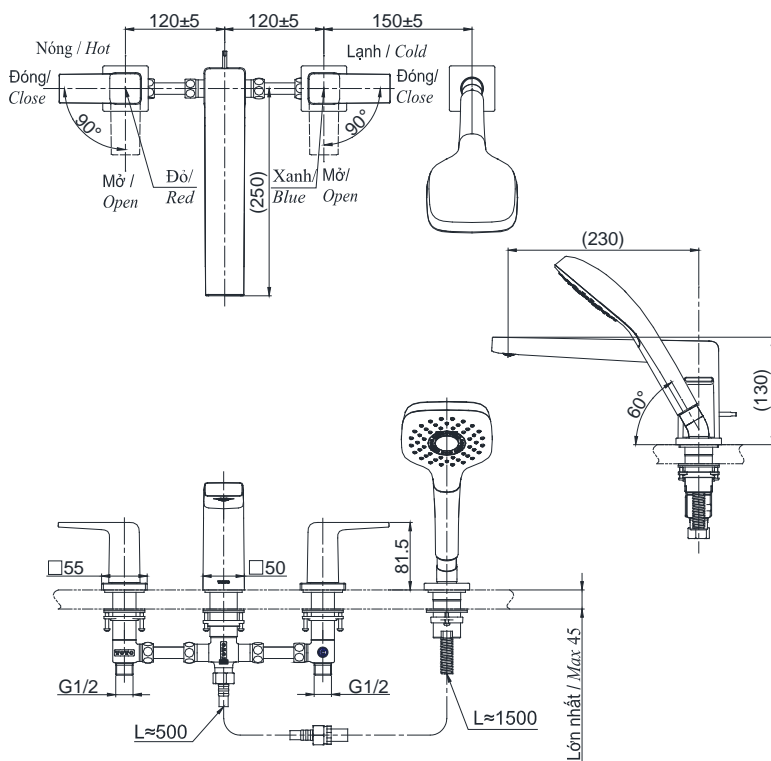 120±5
120±5
150±5
Nóng / Hot
Lạnh / Cold
Đóng/
Close
Đóng/
Close
90°
90°
Mở /
Open
Đỏ/
Red
Xanh/
Blue
Mở /
Open
(250)
(230)
60°
(130)
□55
□50
81.5
TOTO
G1/2
G1/2
L≈500
L≈1500
Lớn nhất / Max 45